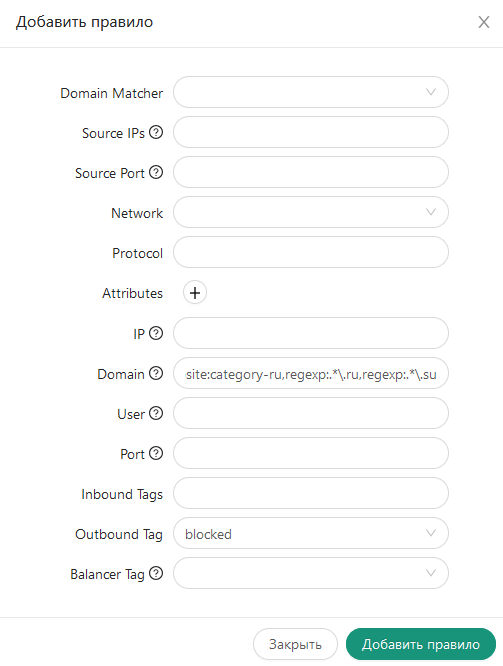 Добавить правило
Domain Matcher
Source IPs
Source Port
Network
Protocol
Attributes
IP
Domain site:category-ru,regexp:.*\.ru,regexp:.*\.su
User
Port
Inbound Tags
Outbound Tag blocked
Balancer Tag
Закрыть Добавить правило